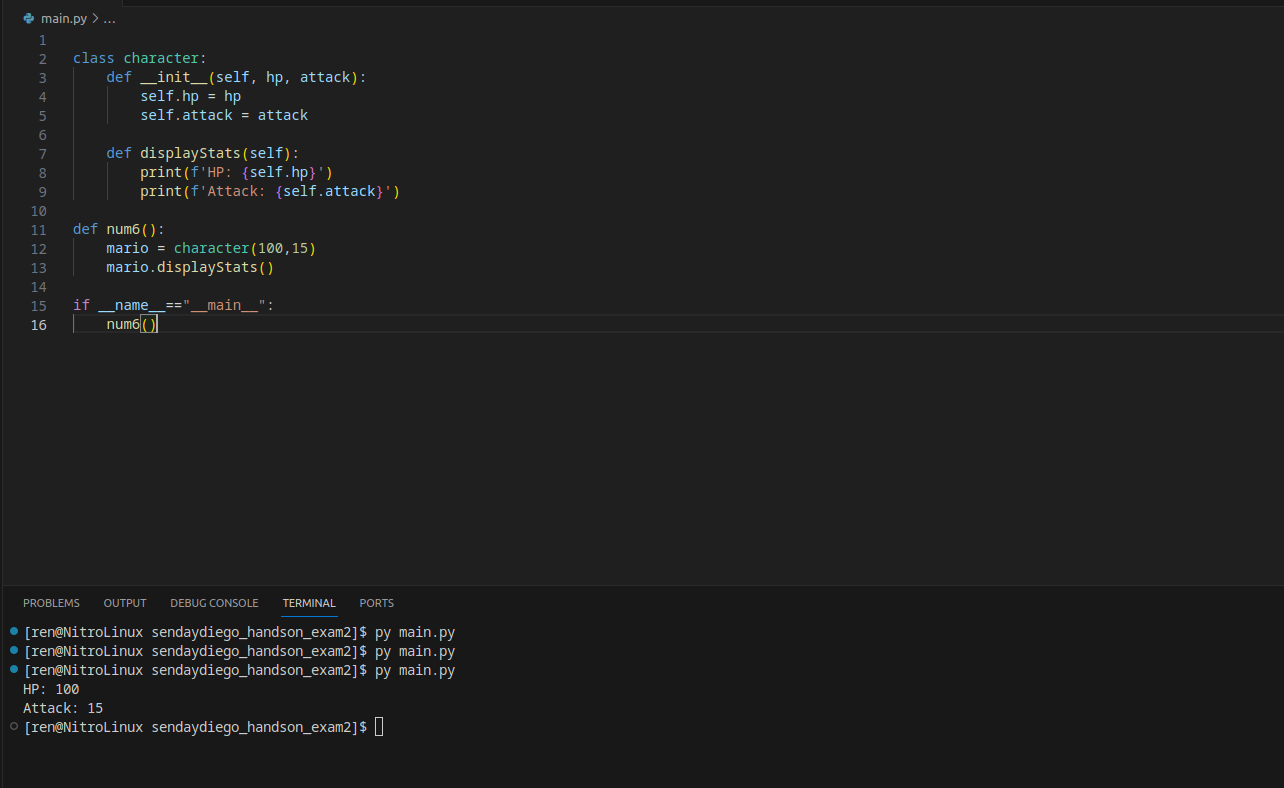 main.py > ...
1
2 class character:
3     def __init__(self, hp, attack):
4         self.hp = hp
5         self.attack = attack
6
7     def displayStats(self):
8         print(f'HP: {self.hp}')
9         print(f'Attack: {self.attack}')
10
11 def num6():
12     mario = character(100,15)
13     mario.displayStats()
14
15 if __name__=="__main__":
16     num6()
PROBLEMS OUTPUT DEBUG CONSOLE TERMINAL PORTS
[ren@NitroLinux sendaydiego_handson_exam2]$ py main.py
[ren@NitroLinux sendaydiego_handson_exam2]$ py main.py
[ren@NitroLinux sendaydiego_handson_exam2]$ py main.py
HP: 100
Attack: 15
[ren@NitroLinux sendaydiego_handson_exam2]$